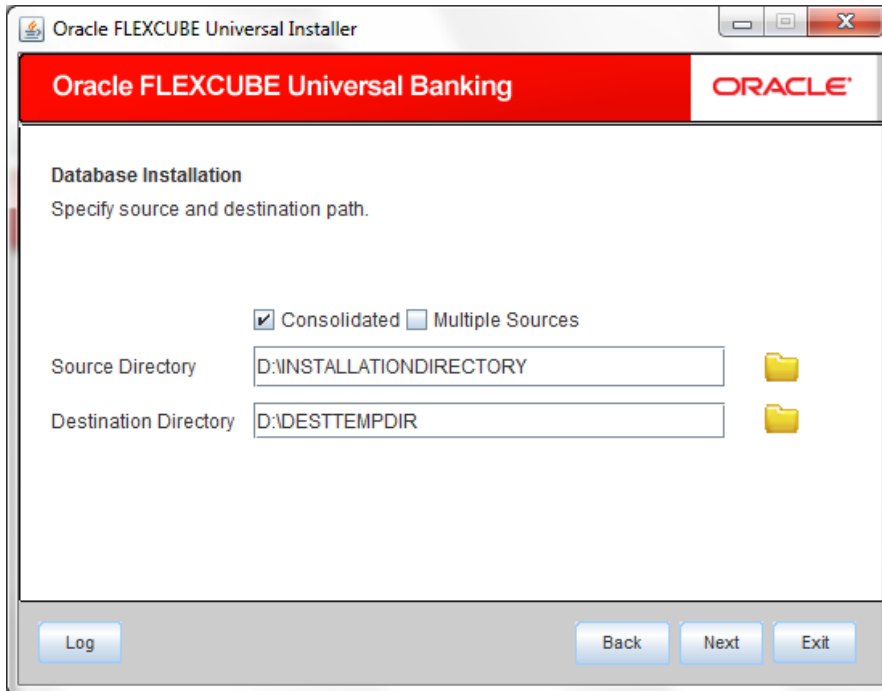 Oracle FLEXCUBE Universal Installer
Oracle FLEXCUBE Universal Banking
ORACLE®
Database Installation
Specify source and destination path.
Consolidated Multiple Sources
Source Directory D:\INSTALLATIONDIRECTORY
Destination Directory D:\DESTTEMPDIR
Log Back Next Exit